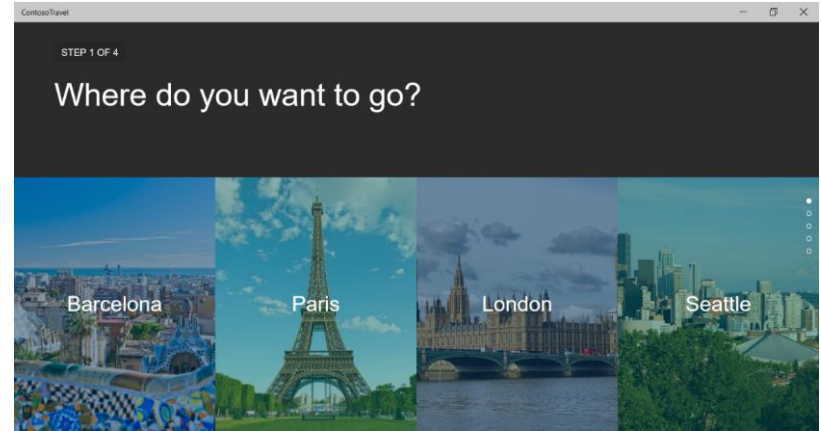 ContosoTravel
STEP 1 OF 4
Where do you want to go?
Barcelona
Paris
London
Seattle